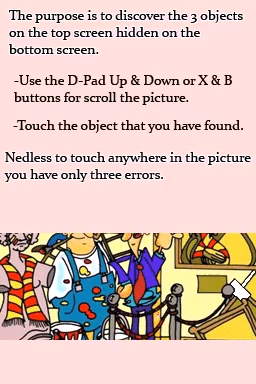 The purpose is to discover the 3 objects
on the top screen hidden on the
bottom screen.
-Use the D-Pad Up & Down or X & B
buttons for scroll the picture.
-Touch the object that you have found.
Nedless to touch anywhere in the picture
you have only three errors.